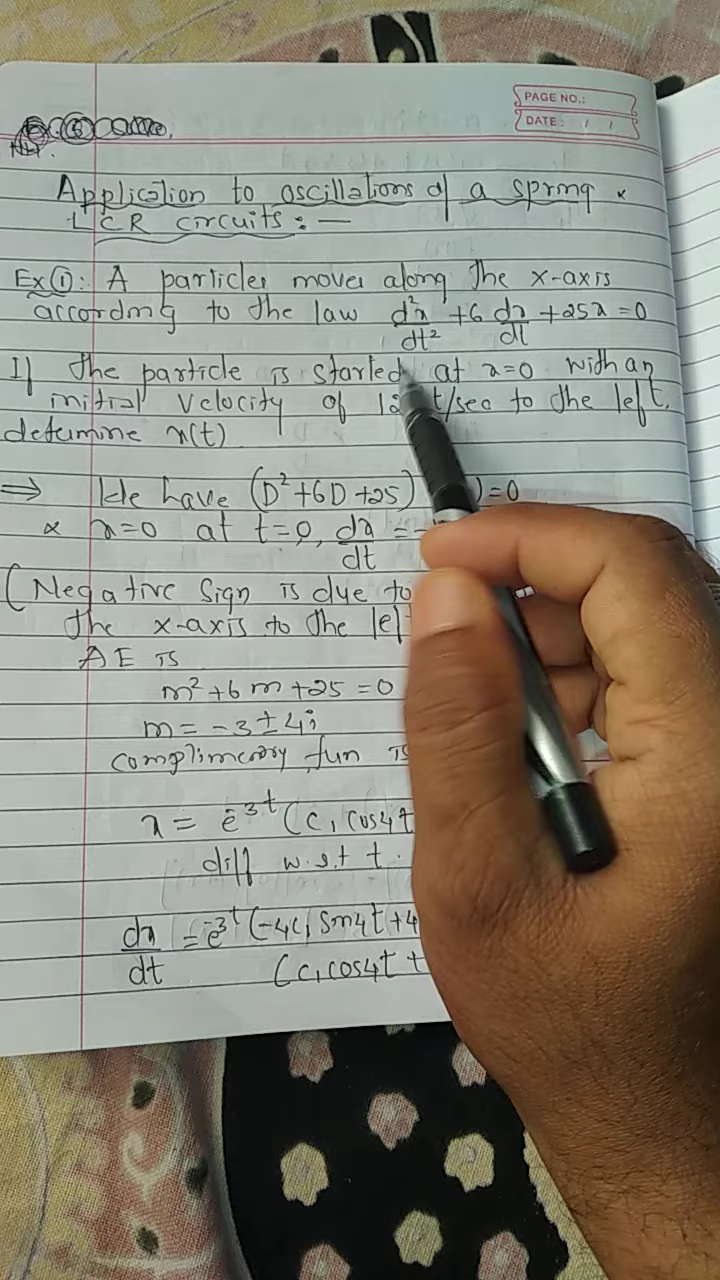 PAGE NO.:
DATE: / /
Application to oscillations of a spring &
LCR circuits: —
Ex①: A particle moves along the x-axis
according to the law d²x/dt² + 6 dx/dt + 25x = 0
If the particle is started at x=0 with an
initial velocity of 12 t/sec to the left,
determine x(t)
⇒ We have (D² + 6D + 25) ) = 0
& x=0 at t=0, dx/dt = -
(Negative Sign is due to
the x-axis to the left
AE is
m² + 6m + 25 = 0
m = -3 ± 4i
complimentry fun is
x = e⁻³ᵗ (C₁ cos4t
diff w.r.t t.
dx/dt = e⁻³ᵗ (-4C₁ Sin4t + 4
(C₁ cos4t +